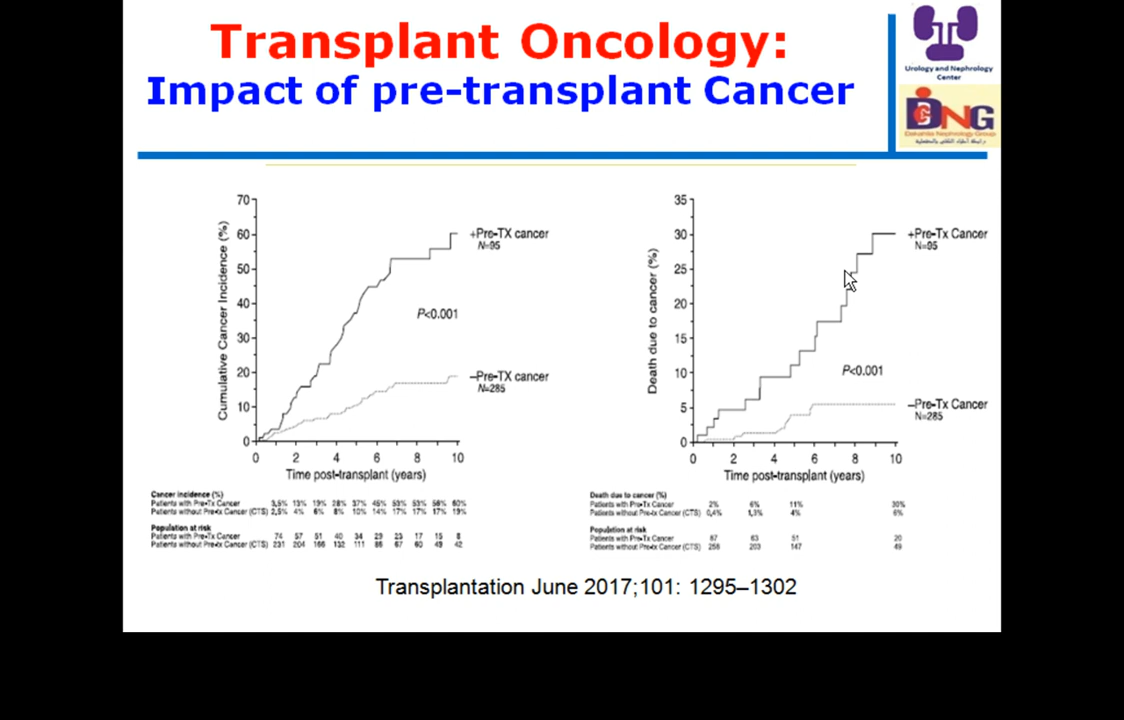 Transplant Oncology:
Impact of pre-transplant Cancer
Urology and Nephrology
Center
DNG
Dakahlia Nephrology Group
Cumulative Cancer Incidence (%)
70
60
50
40
30
20
10
0
+Pre-TX cancer
N=95
P<0.001
–Pre-TX cancer
N=285
0 2 4 6 8 10
Time post-transplant (years)
Cancer incidence (%)
Patients with Pre-Tx Cancer 3,5% 13% 19% 28% 37% 45% 53% 53% 56% 60%
Patients without Pre-tx Cancer (CTS) 2,5% 4% 6% 8% 10% 14% 17% 17% 17% 19%
Population at risk
Patients with Pre-Tx Cancer 74 57 51 40 34 29 23 17 15 8
Patients without Pre-tx Cancer (CTS) 231 204 166 132 111 86 67 60 49 42
Death due to cancer (%)
35
30
25
20
15
10
5
0
+Pre-Tx Cancer
N=95
P<0.001
–Pre-Tx Cancer
N=285
0 2 4 6 8 10
Time post-transplant (years)
Death due to cancer (%)
Patients with Pre-Tx Cancer 2% 6% 11% 30%
Patients without Pre-tx Cancer (CTS) 0,4% 1,3% 4% 6%
Population at risk
Patients with Pre-Tx Cancer 87 63 51 20
Patients without Pre-tx Cancer (CTS) 258 203 147 49
Transplantation June 2017;101: 1295–1302